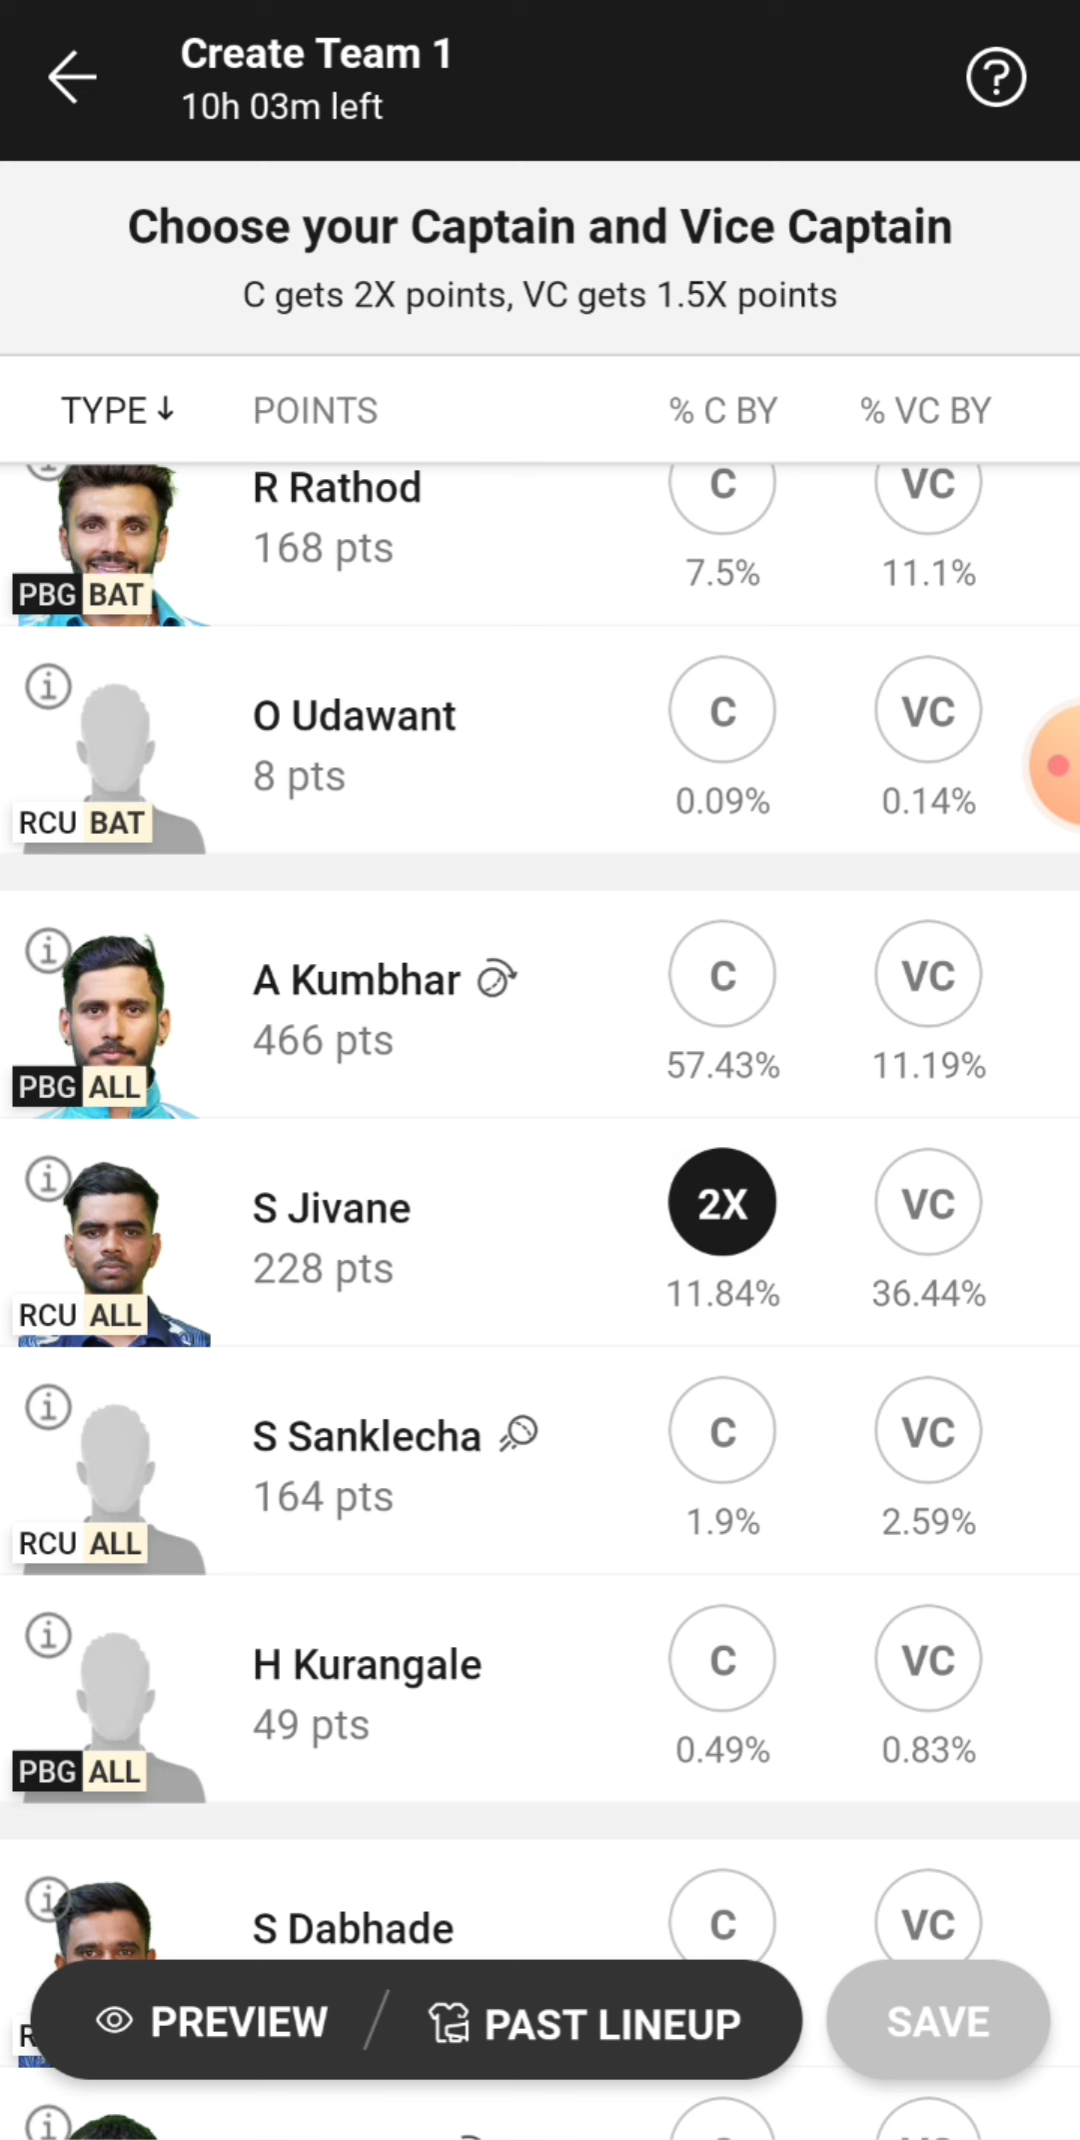 Create Team 1
10h 03m left
Choose your Captain and Vice Captain
C gets 2X points, VC gets 1.5X points
TYPE↓ POINTS % C BY % VC BY
R Rathod C VC
168 pts
7.5% 11.1%
PBG BAT
O Udawant C VC
8 pts
0.09% 0.14%
RCU BAT
A Kumbhar C VC
466 pts
57.43% 11.19%
PBG ALL
S Jivane 2X VC
228 pts
11.84% 36.44%
RCU ALL
S Sanklecha C VC
164 pts
1.9% 2.59%
RCU ALL
H Kurangale C VC
49 pts
0.49% 0.83%
PBG ALL
S Dabhade C VC
PREVIEW / PAST LINEUP SAVE